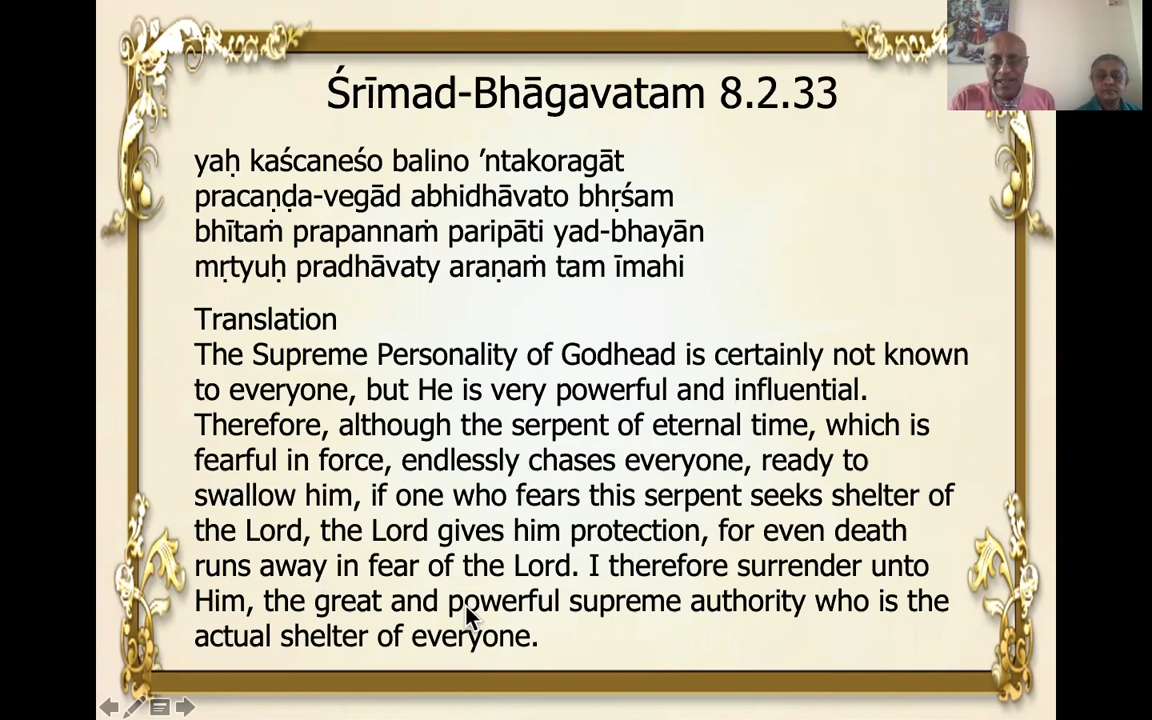 Śrīmad-Bhāgavatam 8.2.33
yaḥ kaścaneśo balino ’ntakoragāt
pracaṇḍa-vegād abhidhāvato bhṛśam
bhītaṁ prapannaṁ paripāti yad-bhayān
mṛtyuḥ pradhāvaty araṇaṁ tam īmahi
Translation
The Supreme Personality of Godhead is certainly not known
to everyone, but He is very powerful and influential.
Therefore, although the serpent of eternal time, which is
fearful in force, endlessly chases everyone, ready to
swallow him, if one who fears this serpent seeks shelter of
the Lord, the Lord gives him protection, for even death
runs away in fear of the Lord. I therefore surrender unto
Him, the great and powerful supreme authority who is the
actual shelter of everyone.